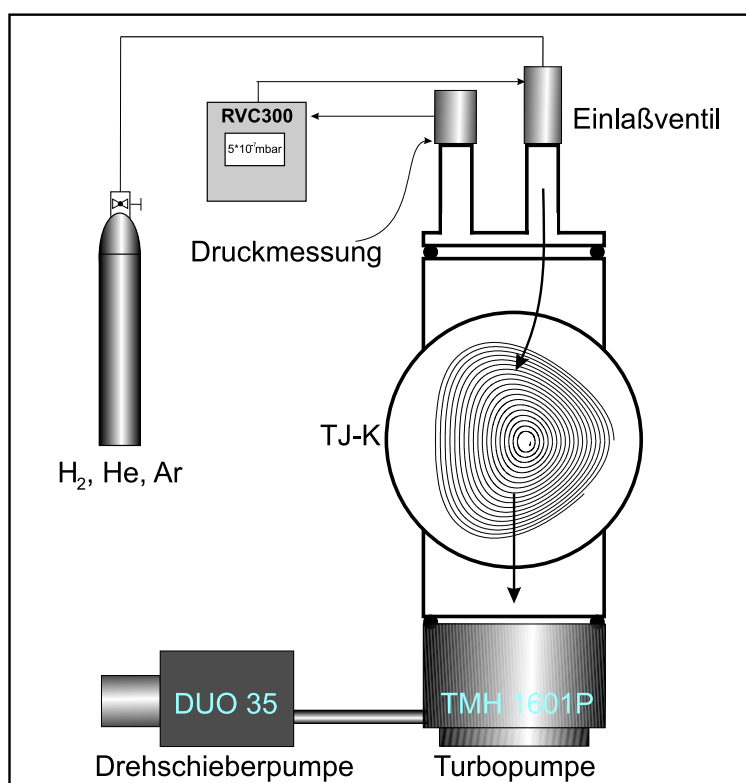 RVC300
5*10⁻⁷mbar
Einlaßventil
Druckmessung
TJ-K
H₂, He, Ar
DUO 35
TMH 1601P
Drehschieberpumpe
Turbopumpe